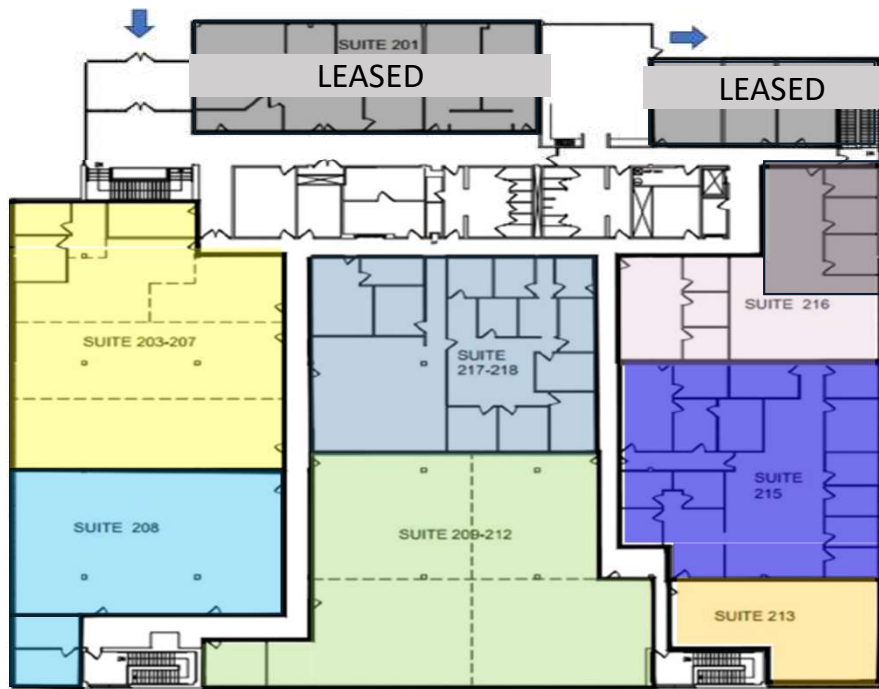 SUITE 201
LEASED
LEASED
SUITE 216
SUITE 203-207
SUITE
217-218
SUITE
215
SUITE 208
SUITE 209-212
SUITE 213